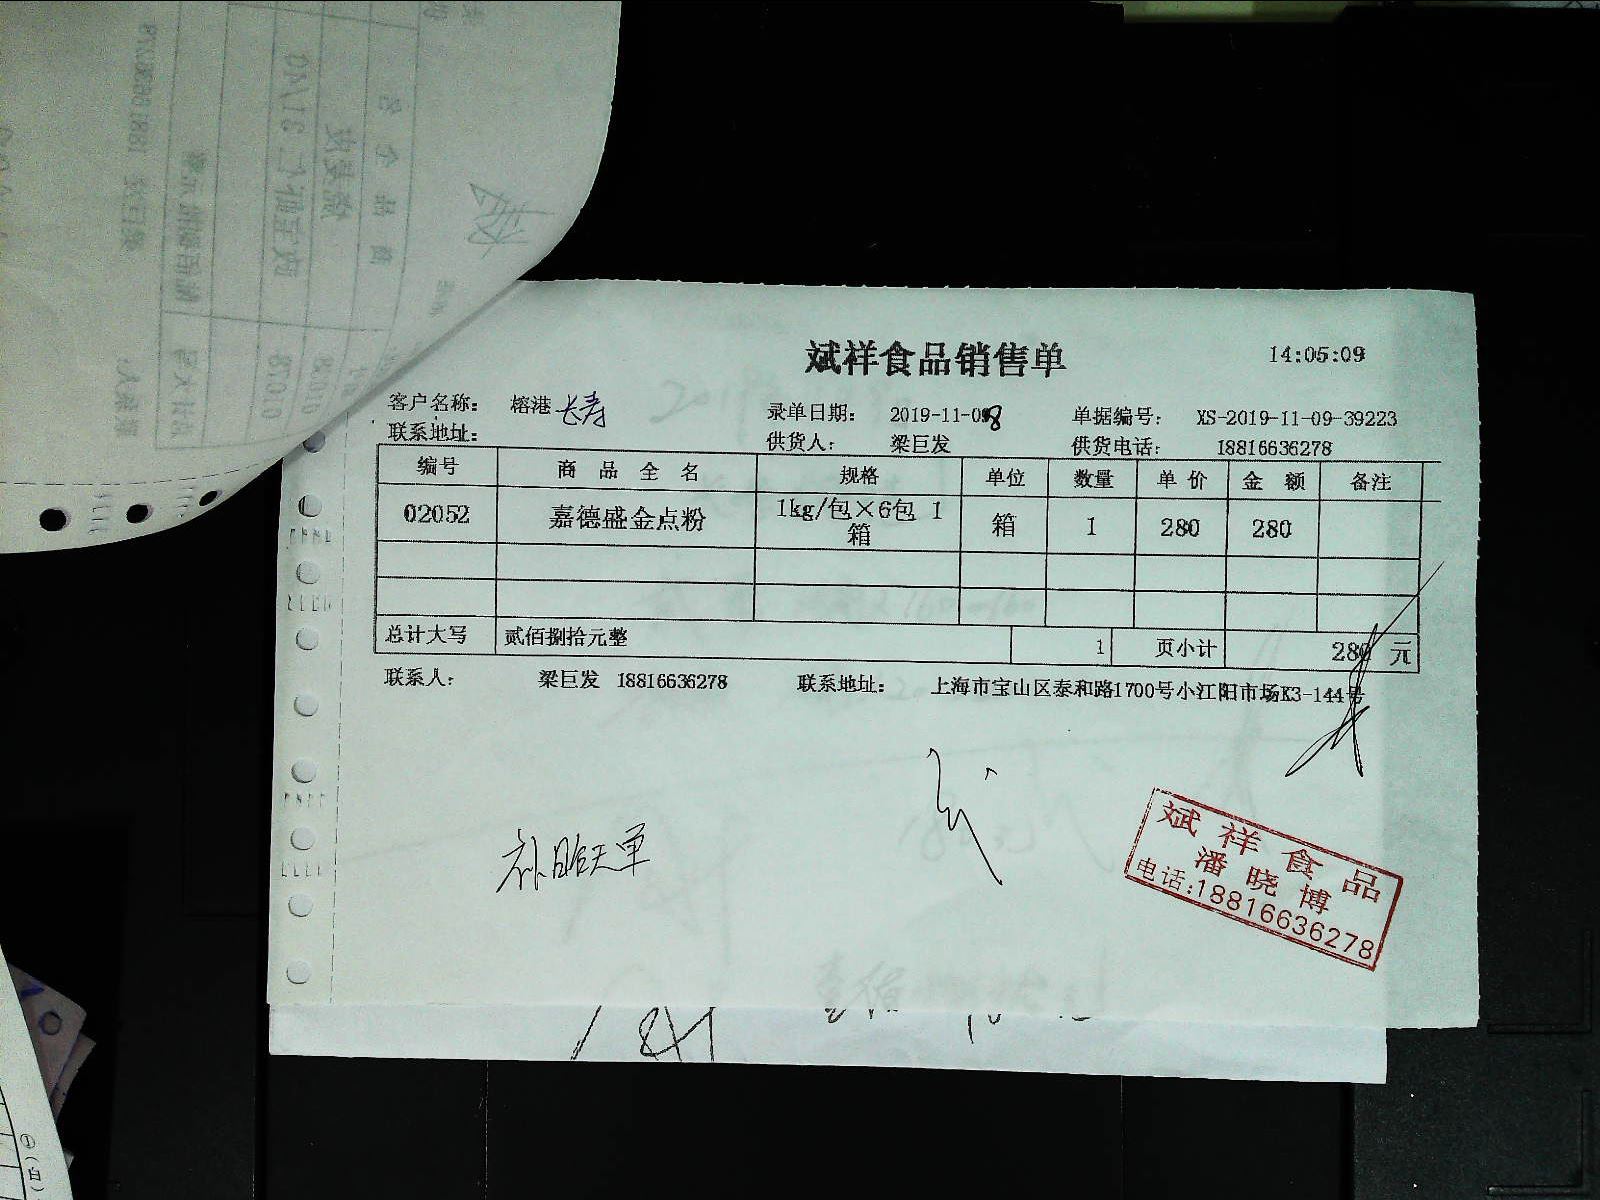 斌祥食品销售单
14:05:09
客户名称： 榕港 长寿 录单日期： 2019-11-08 单据编号： XS-2019-11-09-39223
联系地址： 供货人： 梁巨发 供货电话： 18816636278
编号 商品全名 规格 单位 数量 单价 金额 备注
02052 嘉德盛金点粉 1kg/包×6包 1箱 箱 1 280 280
总计大写 贰佰捌拾元整 1 页小计 280 元
联系人： 梁巨发 18816636278 联系地址： 上海市宝山区泰和路1700号小江阳市场K3-144号
补昨天单
斌祥食品
潘晓博
电话:18816636278